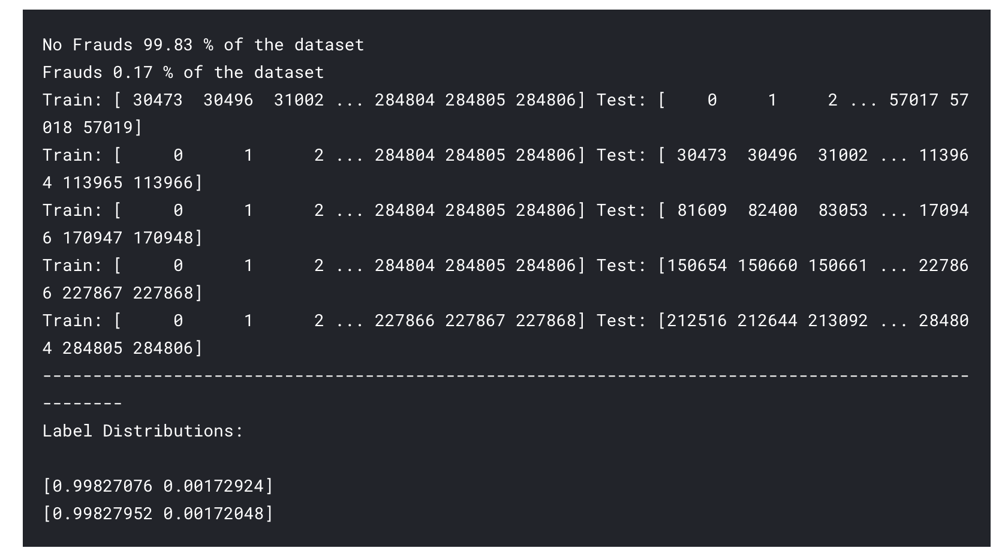 No Frauds 99.83 % of the dataset
Frauds 0.17 % of the dataset
Train: [ 30473  30496  31002 ... 284804 284805 284806] Test: [    0     1     2 ... 57017 57
018 57019]
Train: [     0      1      2 ... 284804 284805 284806] Test: [ 30473  30496  31002 ... 11396
4 113965 113966]
Train: [     0      1      2 ... 284804 284805 284806] Test: [ 81609  82400  83053 ... 17094
6 170947 170948]
Train: [     0      1      2 ... 284804 284805 284806] Test: [150654 150660 150661 ... 22786
6 227867 227868]
Train: [     0      1      2 ... 227866 227867 227868] Test: [212516 212644 213092 ... 28480
4 284805 284806]
--------------------------------------------------------------------------------------------
--------
Label Distributions:

[0.99827076 0.00172924]
[0.99827952 0.00172048]